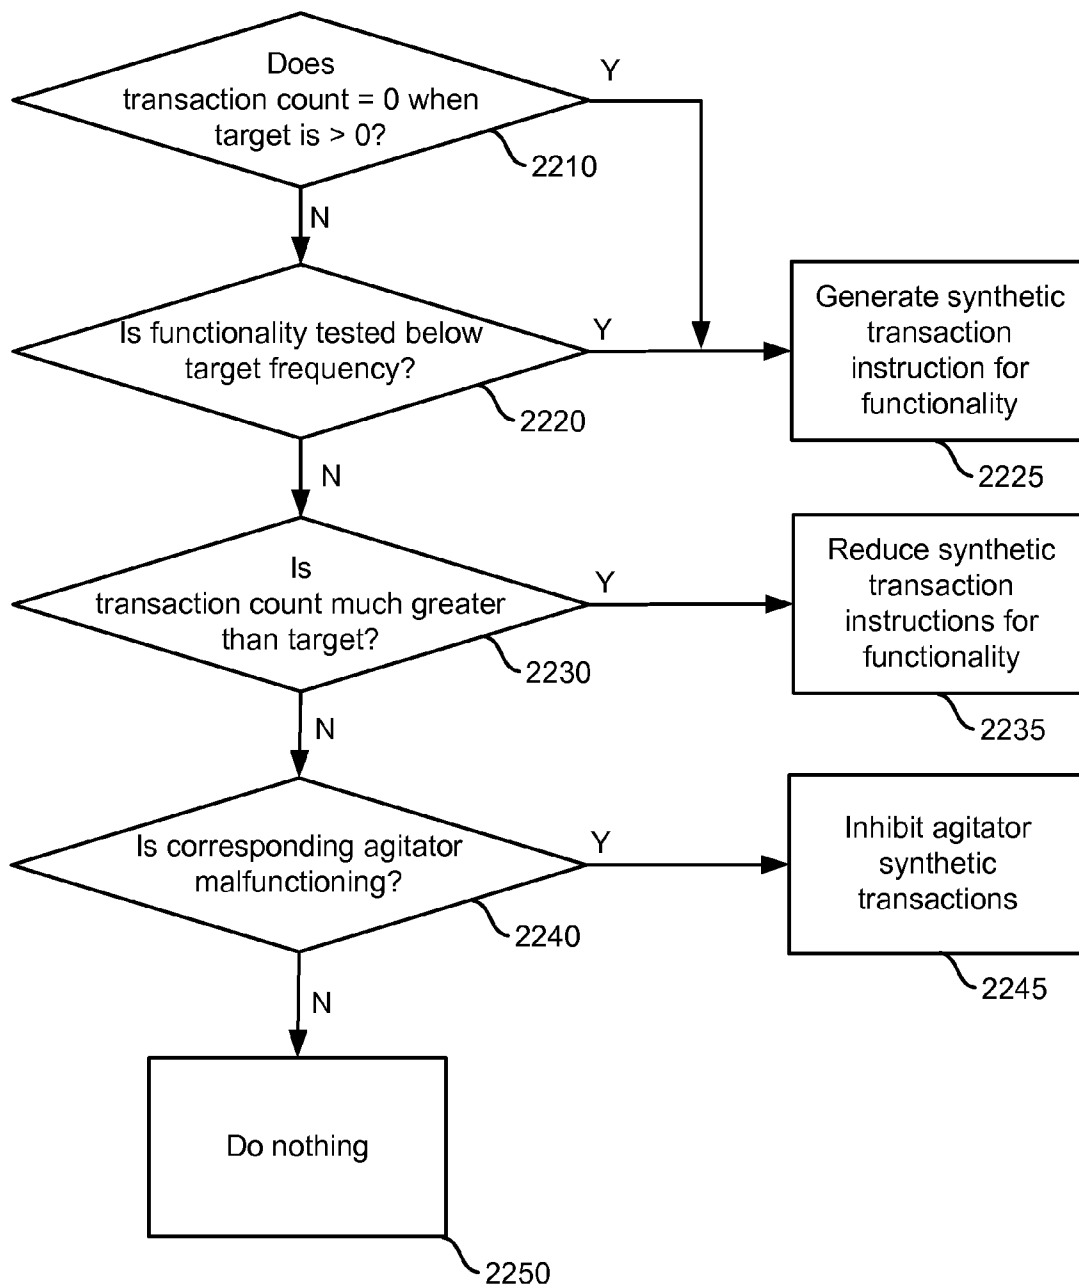 Does
transaction count = 0 when
target is > 0?
Y
2210
N
Is functionality tested below
target frequency?
Y
2220
Generate synthetic
transaction
instruction for
functionality
2225
N
Is
transaction count much greater
than target?
Y
2230
Reduce synthetic
transaction
instructions for
functionality
2235
N
Is corresponding agitator
malfunctioning?
Y
2240
Inhibit agitator
synthetic
transactions
2245
N
Do nothing
2250